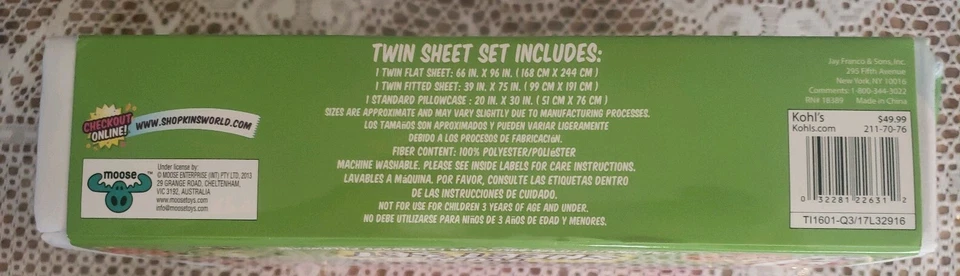 TWIN SHEET SET INCLUDES:
1 TWIN FLAT SHEET: 66 IN. X 96 IN. ( 168 CM X 244 CM )
1 TWIN FITTED SHEET: 39 IN. X 75 IN. ( 99 CM X 191 CM )
1 STANDARD PILLOWCASE : 20 IN. X 30 IN. ( 51 CM X 76 CM )
SIZES ARE APPROXIMATE AND MAY VARY SLIGHTLY DUE TO MANUFACTURING PROCESSES.
LOS TAMAñOS SON APROXIMADOS Y PUEDEN VARIAR LIGERAMENTE
DEBIDO A LOS PROCESOS DE FABRICACIóN.
FIBER CONTENT: 100% POLYESTER/POLIéSTER
MACHINE WASHABLE. PLEASE SEE INSIDE LABELS FOR CARE INSTRUCTIONS.
LAVABLES A MáQUINA. POR FAVOR, CONSULTE LAS ETIQUETAS DENTRO
DE LAS INSTRUCCIONES DE CUIDADO.
NOT FOR USE FOR CHILDREN 3 YEARS OF AGE AND UNDER.
NO DEBE UTILIZARSE PARA NIñOS DE 3 AñOS DE EDAD Y MENORES.
CHECKOUT
ONLINE!
WWW.SHOPKINSWORLD.COM
moose™
Under license by:
© MOOSE ENTERPRISE (INT) PTY LTD, 2013
29 GRANGE ROAD, CHELTENHAM,
VIC 3192, AUSTRALIA
www.moosetoys.com
info@moosetoys.com
Jay Franco & Sons, Inc.
295 Fifth Avenue
New York, NY 10016
Comments: 1-800-344-3022
RN# 18389 Made in China
Kohl's $49.99
Kohls.com 211-70-76
0 32281 22631 2
TI1601-Q3/17L32916